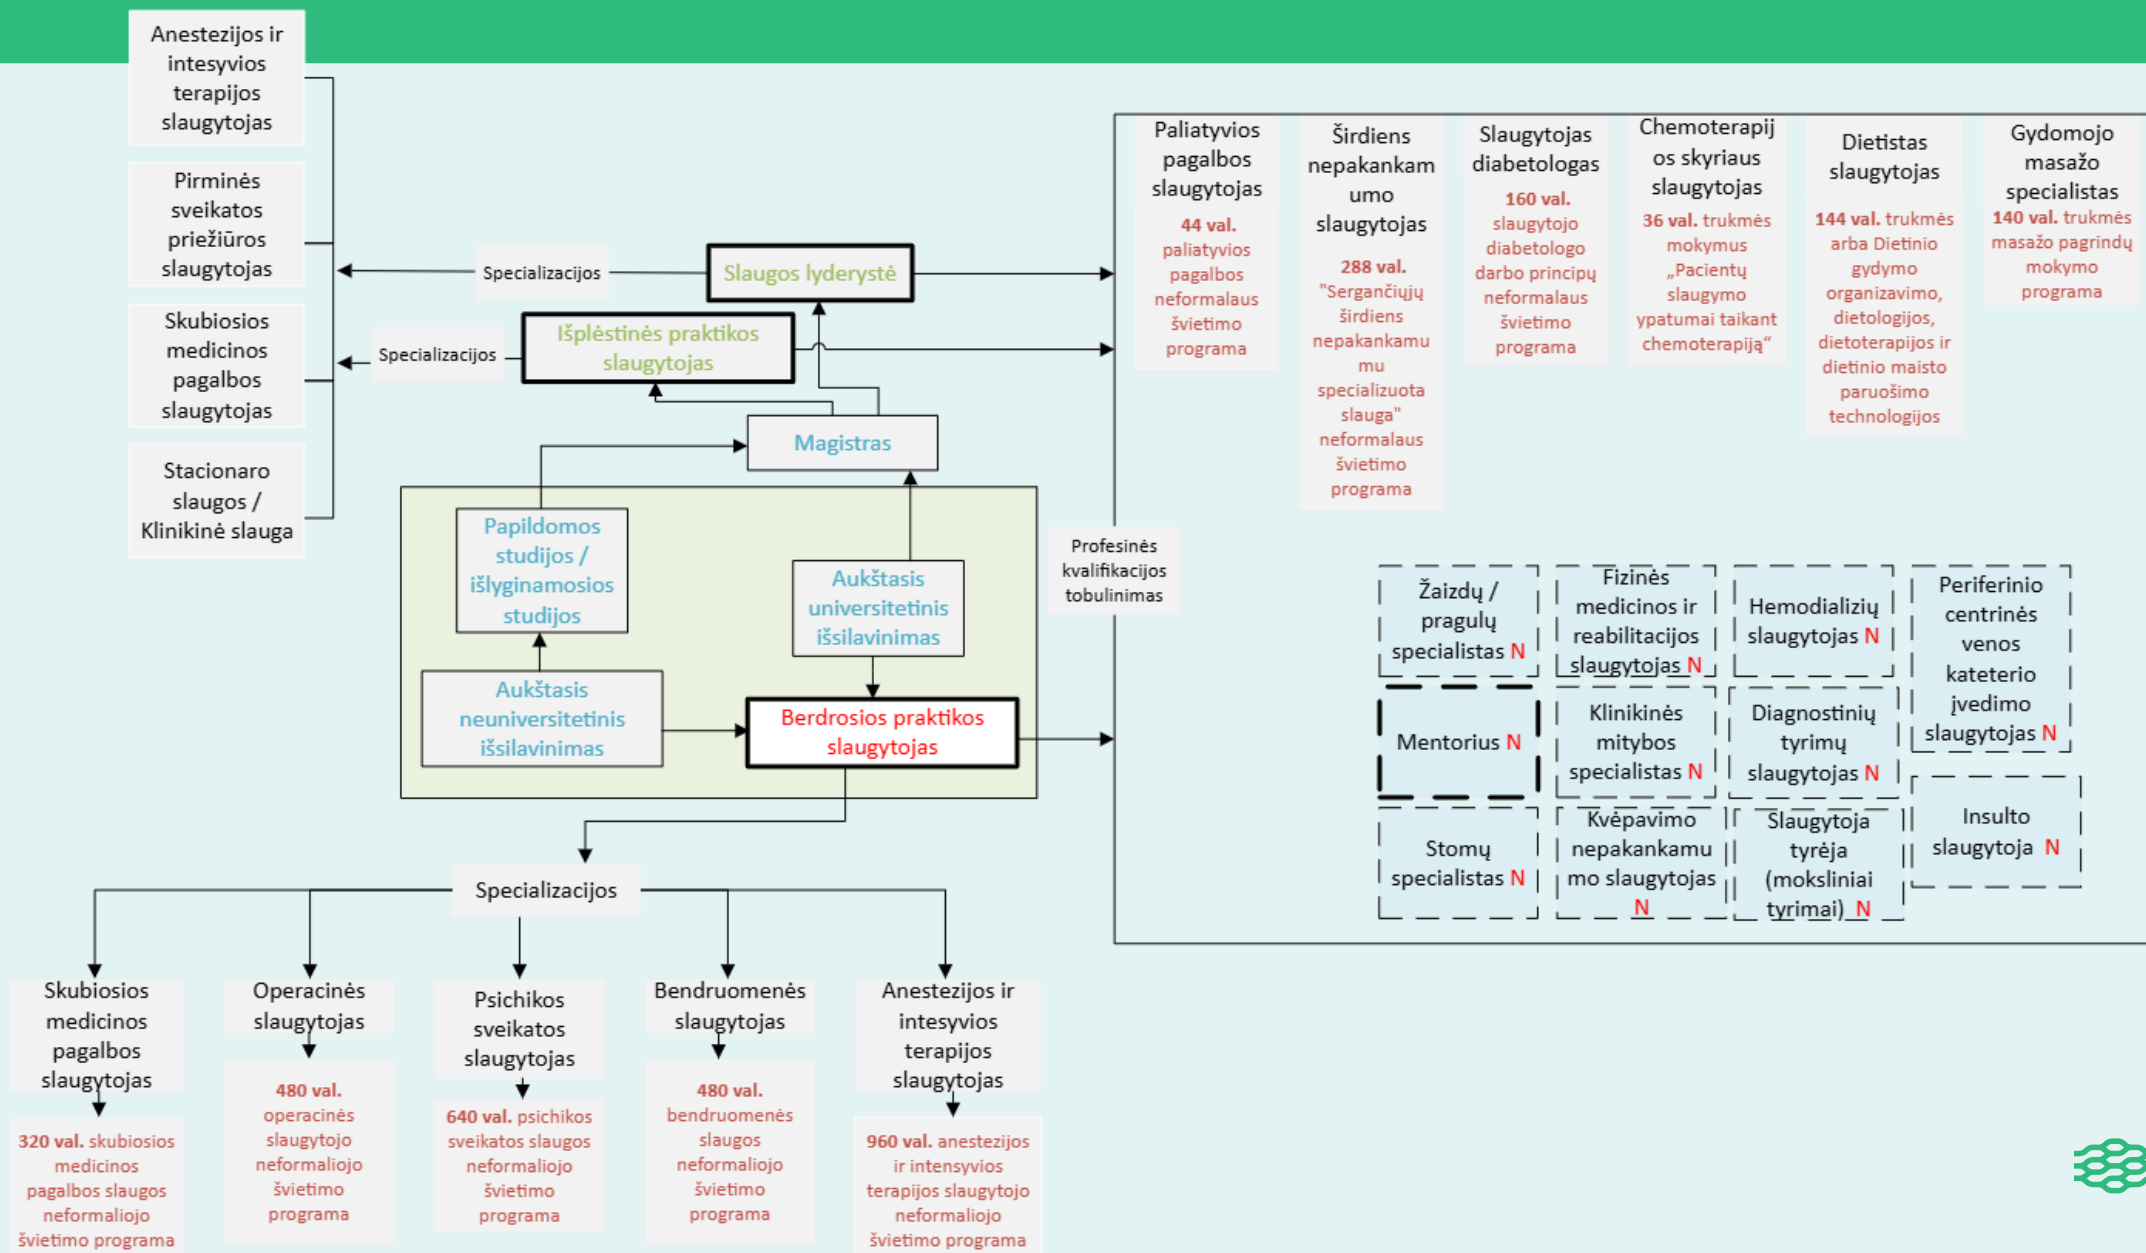 Anestezijos ir
intesyvios
terapijos
slaugytojas
Pirminės
sveikatos
priežiūros
slaugytojas
Skubiosios
medicinos
pagalbos
slaugytojas
Stacionaro
slaugos /
Klinikinė slauga
Specializacijos
Slaugos lyderystė
Specializacijos
Išplėstinės praktikos
slaugytojas
Magistras
Papildomos
studijos /
išlyginamosios
studijos
Aukštasis
universitetinis
išsilavinimas
Aukštasis
neuniversitetinis
išsilavinimas
Berdrosios praktikos
slaugytojas
Profesinės
kvalifikacijos
tobulinimas
Paliatyvios
pagalbos
slaugytojas
44 val.
paliatyvios
pagalbos
neformalaus
švietimo
programa
Širdiens
nepakankam
umo
slaugytojas
288 val.
"Sergančiųjų
širdiens
nepakankamu
mu
specializuota
slauga"
neformalaus
švietimo
programa
Slaugytojas
diabetologas
160 val.
slaugytojo
diabetologo
darbo principų
neformalaus
švietimo
programa
Chemoterapij
os skyriaus
slaugytojas
36 val. trukmės
mokymus
„Pacientų
slaugymo
ypatumai taikant
chemoterapiją“
Dietistas
slaugytojas
144 val. trukmės
arba Dietinio
gydymo
organizavimo,
dietologijos,
dietoterapijos ir
dietinio maisto
paruošimo
technologijos
Gydomojo
masažo
specialistas
140 val. trukmės
masažo pagrindų
mokymo
programa
Žaizdų /
pragulų
specialistas N
Fizinės
medicinos ir
reabilitacijos
slaugytojas N
Hemodializių
slaugytojas N
Periferinio
centrinės
venos
kateterio
įvedimo
slaugytojas N
Mentorius N
Klinikinės
mitybos
specialistas N
Diagnostinių
tyrimų
slaugytojas N
Stomų
specialistas N
Kvėpavimo
nepakankamu
mo slaugytojas
N
Slaugytoja
tyrėja
(moksliniai
tyrimai) N
Insulto
slaugytoja N
Specializacijos
Skubiosios
medicinos
pagalbos
slaugytojas
320 val. skubiosios
medicinos
pagalbos slaugos
neformaliojo
švietimo programa
Operacinės
slaugytojas
480 val.
operacinės
slaugytojo
neformaliojo
švietimo
programa
Psichikos
sveikatos
slaugytojas
640 val. psichikos
sveikatos slaugos
neformaliojo
švietimo
programa
Bendruomenės
slaugytojas
480 val.
bendruomenės
slaugos
neformaliojo
švietimo
programa
Anestezijos ir
intesyvios
terapijos
slaugytojas
960 val. anestezijos
ir intensyvios
terapijos slaugytojo
neformaliojo
švietimo programa